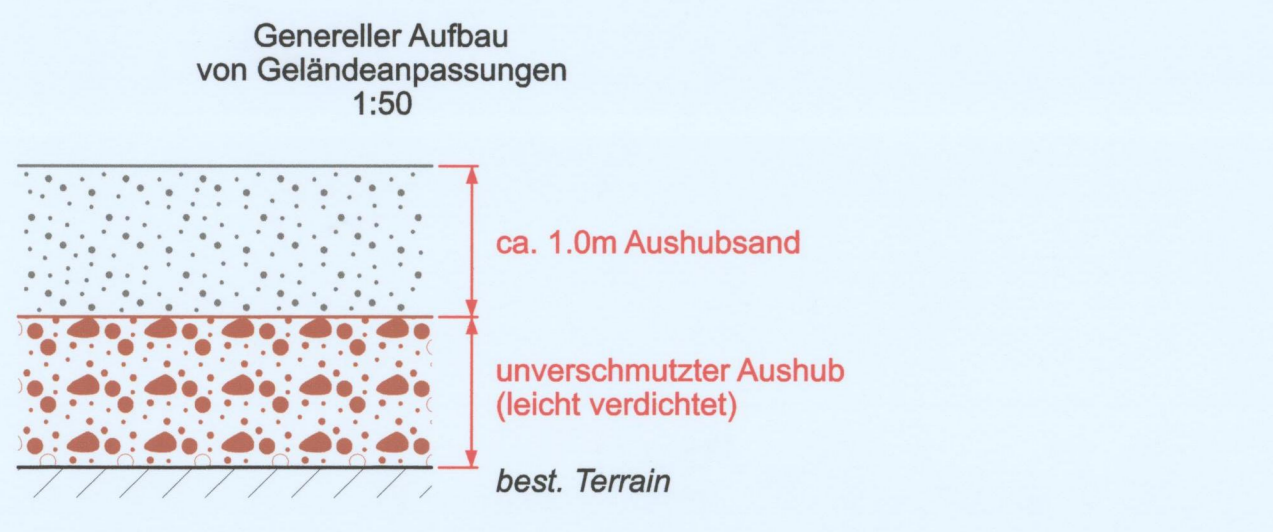 Genereller Aufbau
von Geländeanpassungen
1:50
ca. 1.0m Aushubsand
unverschmutzter Aushub
(leicht verdichtet)
best. Terrain